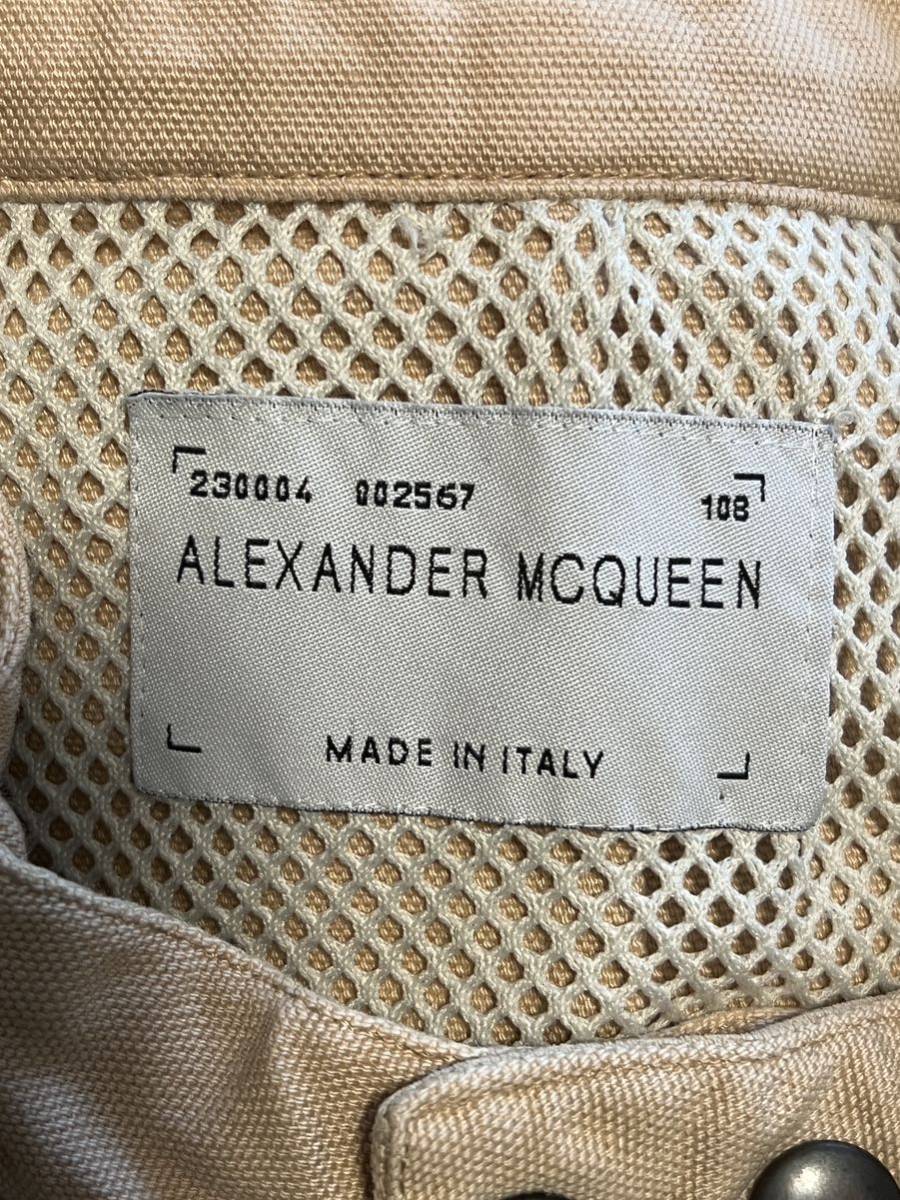 230004 002567 108
ALEXANDER MCQUEEN
MADE IN ITALY